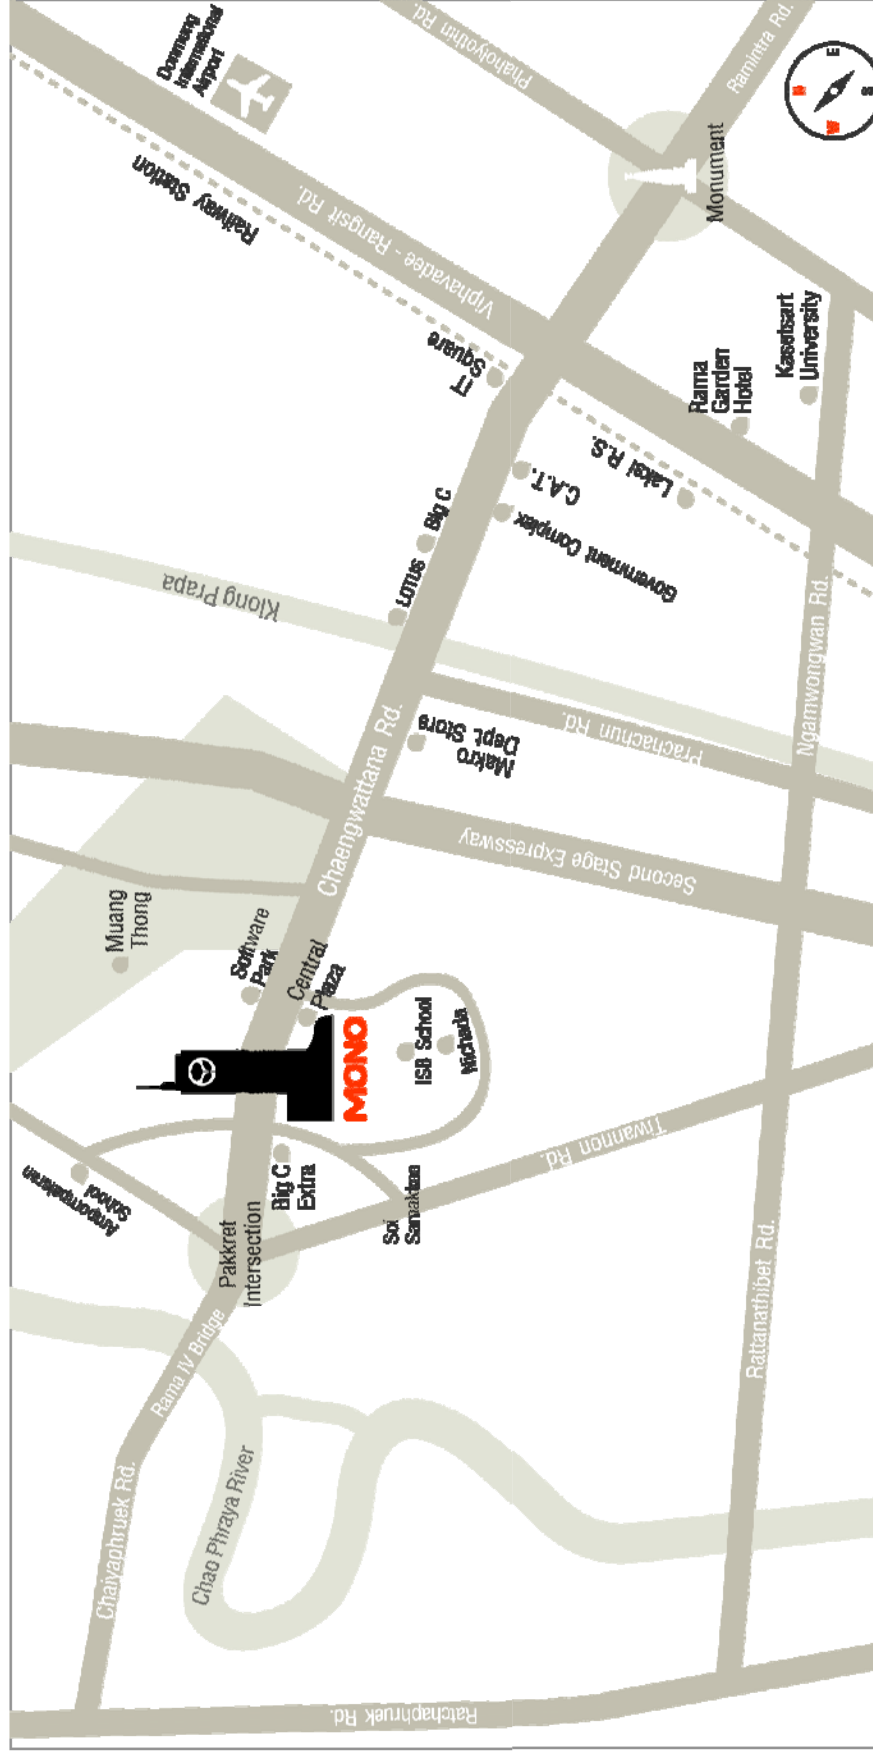 Donmeng
International
Airport
Phaholyothin Rd.
Ramintra Rd.
N
E
S
W
Monument
Railway Station
Viphavadee - Rangsit Rd.
IT
Square
Kasetsart
University
Rama
Garden
Hotel
Laksi R.S.
C.A.T.
Government Complex
Big C
LOTUS
Klong Prapa
Ngamwongwan Rd.
Prachachun Rd.
Makro
Dept. Store
Chaengwattana Rd.
Second Stage Expressway
Muang
Thong
Software
Park
Central
Plaza
MONO
ISB School
Nichada
Tiwannon Rd.
Big C
Extra
Soi
Samakkee
School
Pakkret
Intersection
Rama IV Bridge
Rattanathibet Rd.
Chao Phraya River
Chaiyaphruek Rd.
Ratchaphruek Rd.